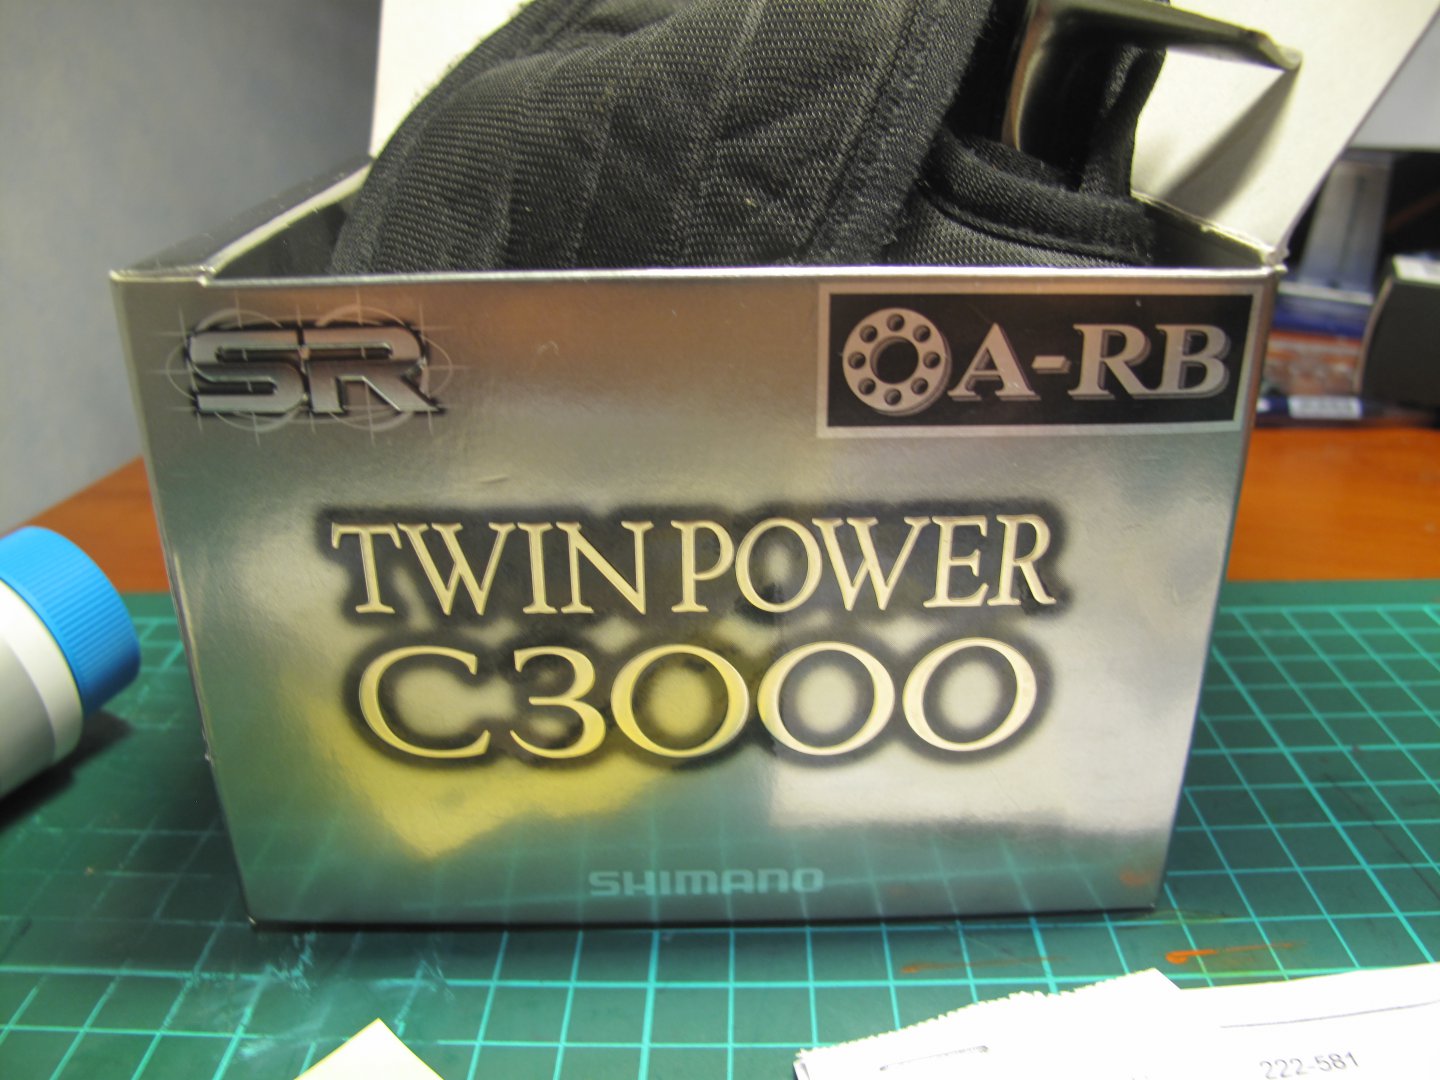 SR
A-RB
TWIN POWER
C3000
SHIMANO
222-581